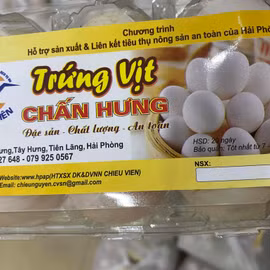 Chương trình
Hỗ trợ sản xuất & Liên kết tiêu thụ nông sản an toàn của Hải
Trứng Vịt
CHẤN HƯNG
Đặc sản - Chất lượng - An toàn
HSD: 20 ngày
Bảo quản: Tốt nhất từ
Hưng, Tây Hưng, Tiên Lãng, Hải Phòng
27 648 - 079 925 0567
NSX:
Website:www.hpap(HTXSX DK&DVNN CHIEU VIEN)
Email:chieunguyen.cvsn@gmail.com